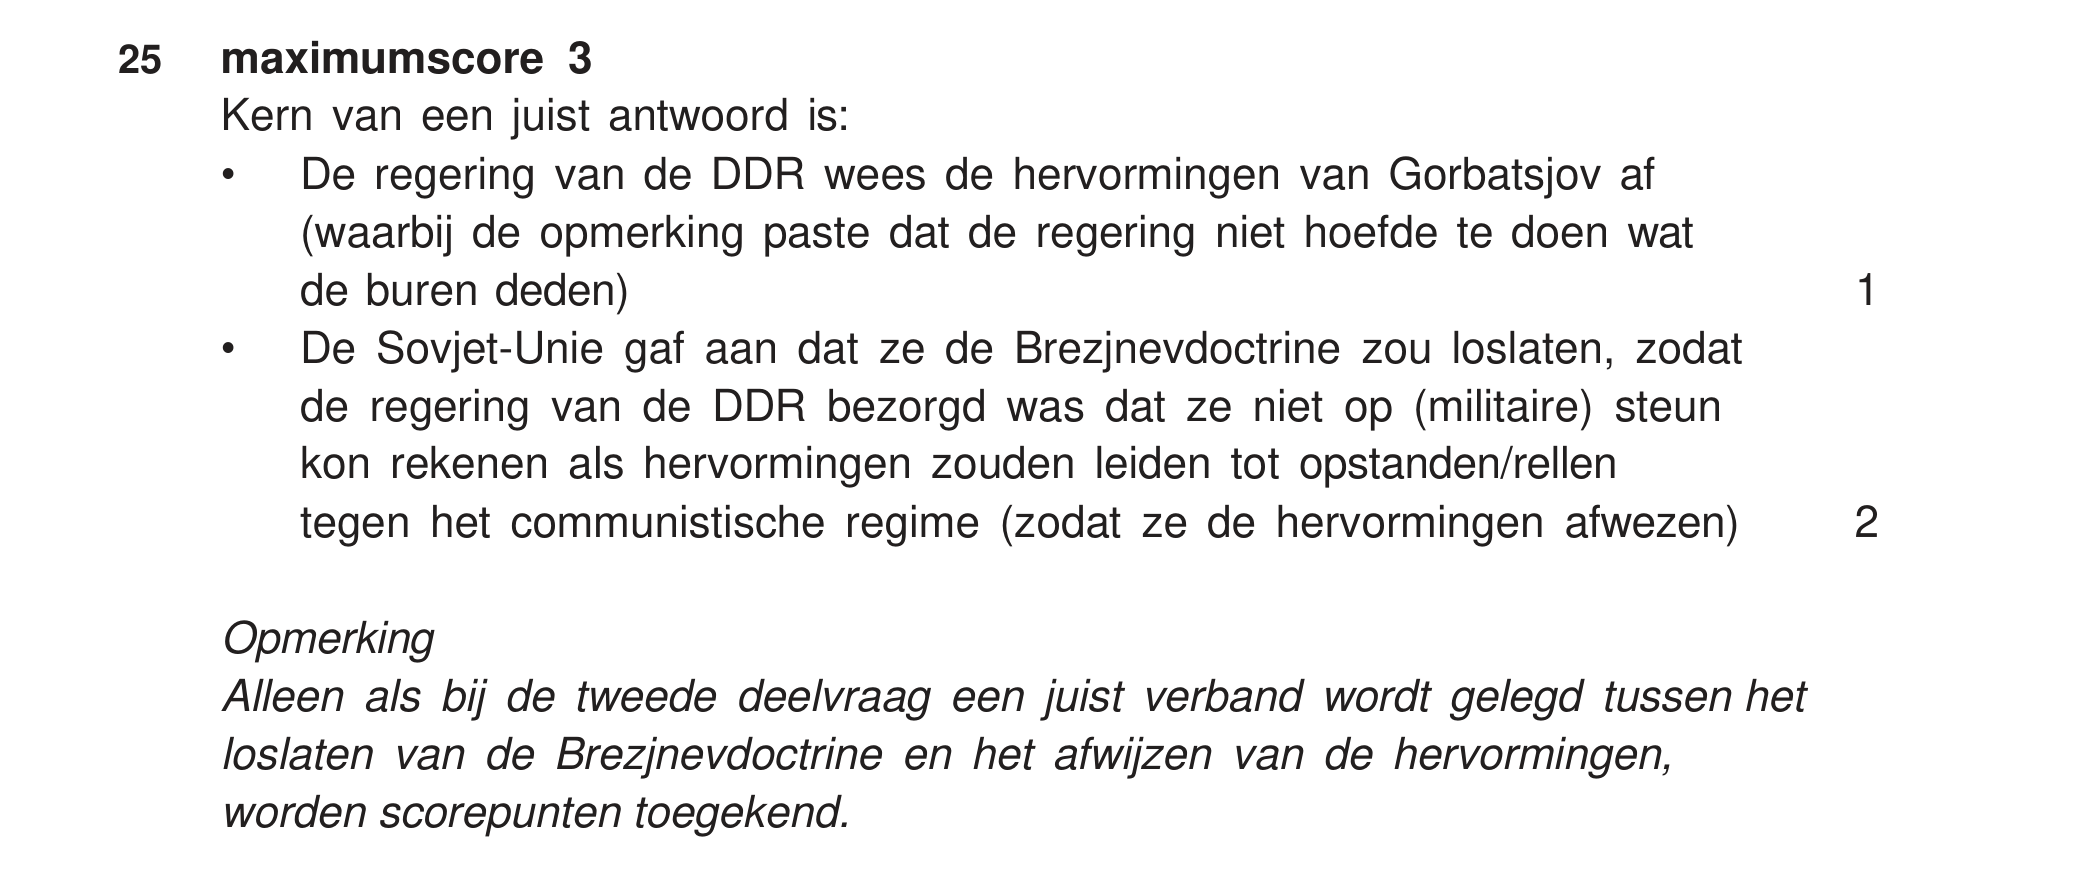 25 maximumscore 3
Kern van een juist antwoord is:
• De regering van de DDR wees de hervormingen van Gorbatsjov af
(waarbij de opmerking paste dat de regering niet hoefde te doen wat
de buren deden) 1
• De Sovjet-Unie gaf aan dat ze de Brezjnevdoctrine zou loslaten, zodat
de regering van de DDR bezorgd was dat ze niet op (militaire) steun
kon rekenen als hervormingen zouden leiden tot opstanden/rellen
tegen het communistische regime (zodat ze de hervormingen afwezen) 2
Opmerking
Alleen als bij de tweede deelvraag een juist verband wordt gelegd tussen het
loslaten van de Brezjnevdoctrine en het afwijzen van de hervormingen,
worden scorepunten toegekend.